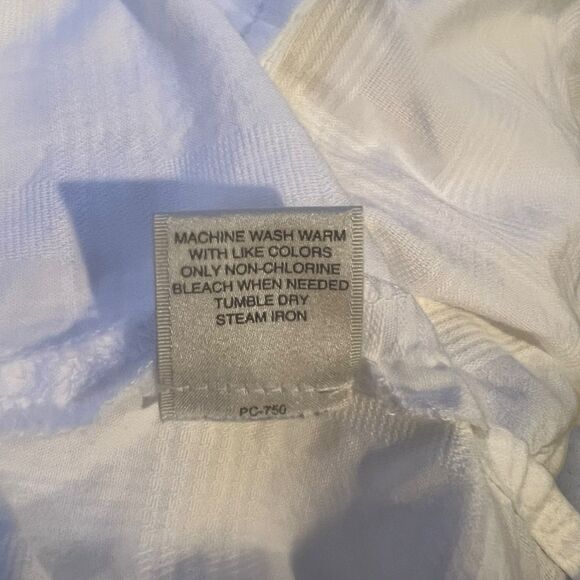 MACHINE WASH WARM
WITH LIKE COLORS
ONLY NON-CHLORINE
BLEACH WHEN NEEDED
TUMBLE DRY
STEAM IRON
PC-750